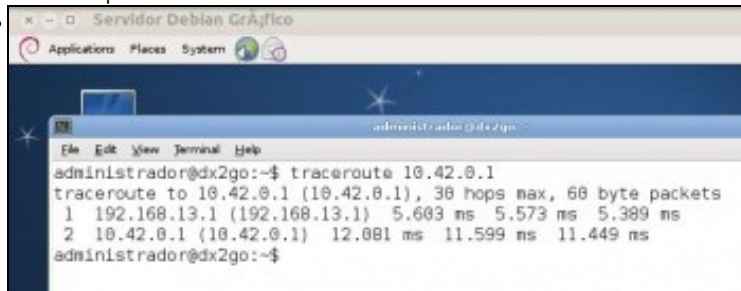 Servidor Debian GrÃ¡fico
Applications Places System
administrador@dx2go: ~
File Edit View Terminal Help
administrador@dx2go:~$ traceroute 10.42.0.1
traceroute to 10.42.0.1 (10.42.0.1), 30 hops max, 60 byte packets
1 192.168.13.1 (192.168.13.1) 5.603 ms 5.573 ms 5.389 ms
2 10.42.0.1 (10.42.0.1) 12.081 ms 11.599 ms 11.449 ms
administrador@dx2go:~$